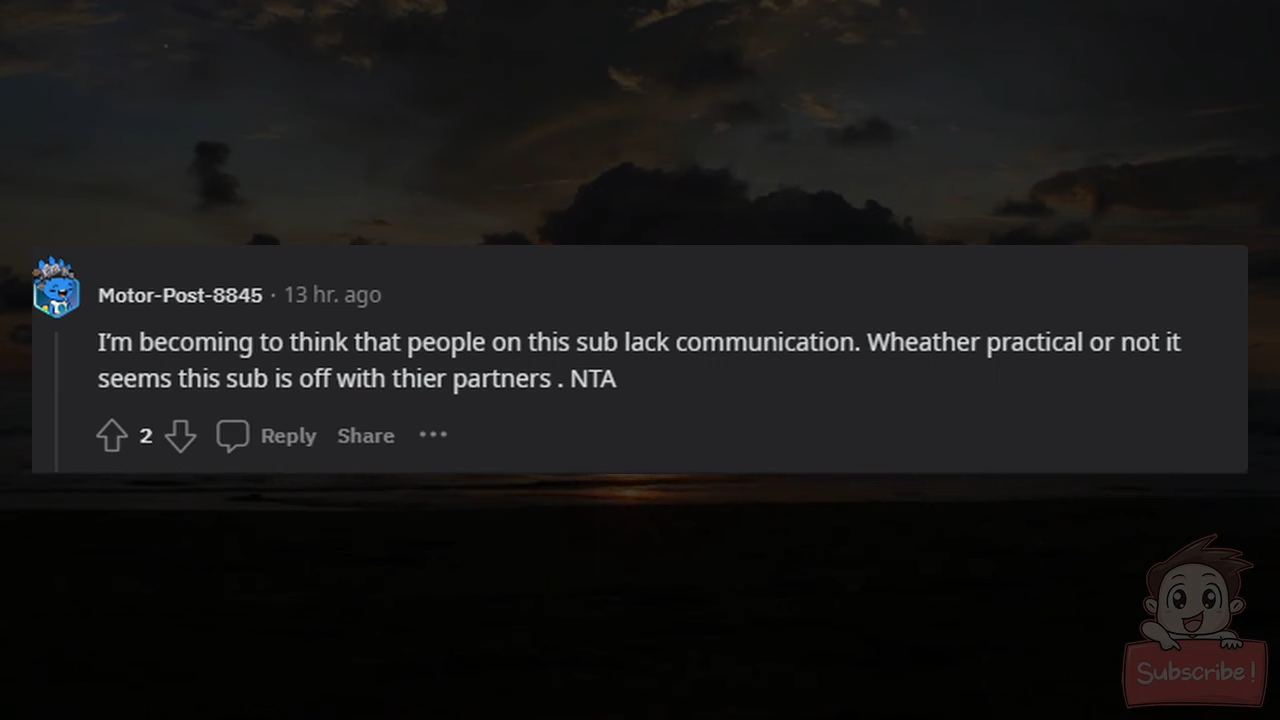 Motor-Post-8845 · 13 hr. ago
I'm becoming to think that people on this sub lack communication. Wheather practical or not it
seems this sub is off with thier partners . NTA
2 Reply Share ···
Subscribe!